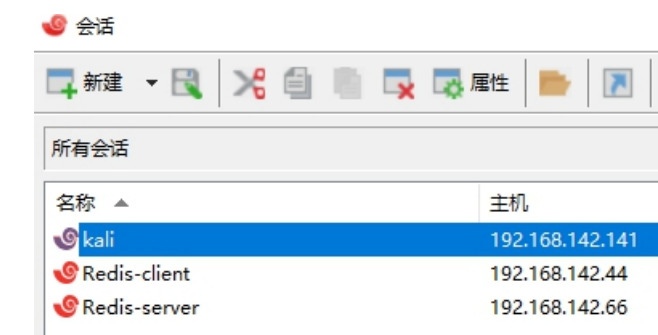 会话
新建 属性
所有会话
名称 主机
kali 192.168.142.141
Redis-client 192.168.142.44
Redis-server 192.168.142.66